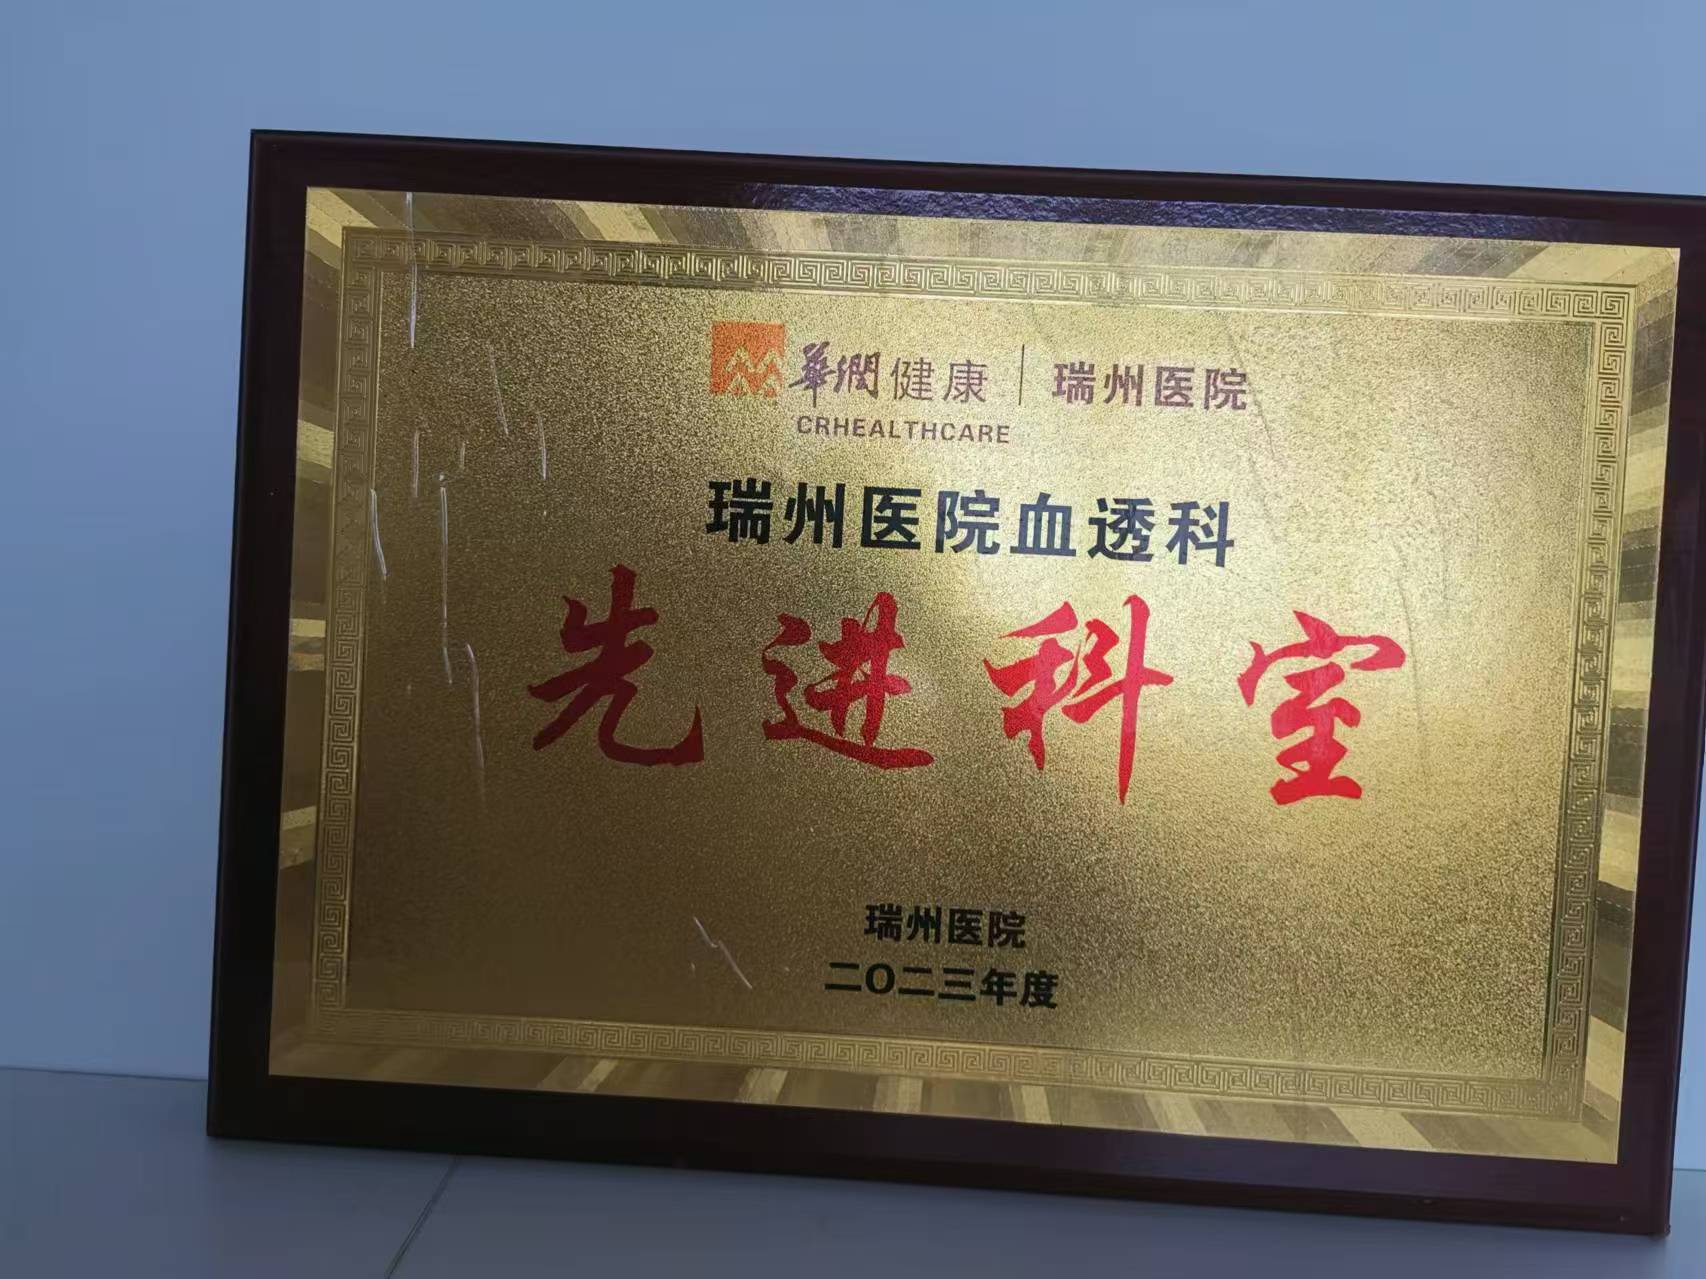 華潤健康 | 瑞州医院
CRHEALTHCARE
瑞州医院血透科
先进科室
瑞州医院
二〇二三年度